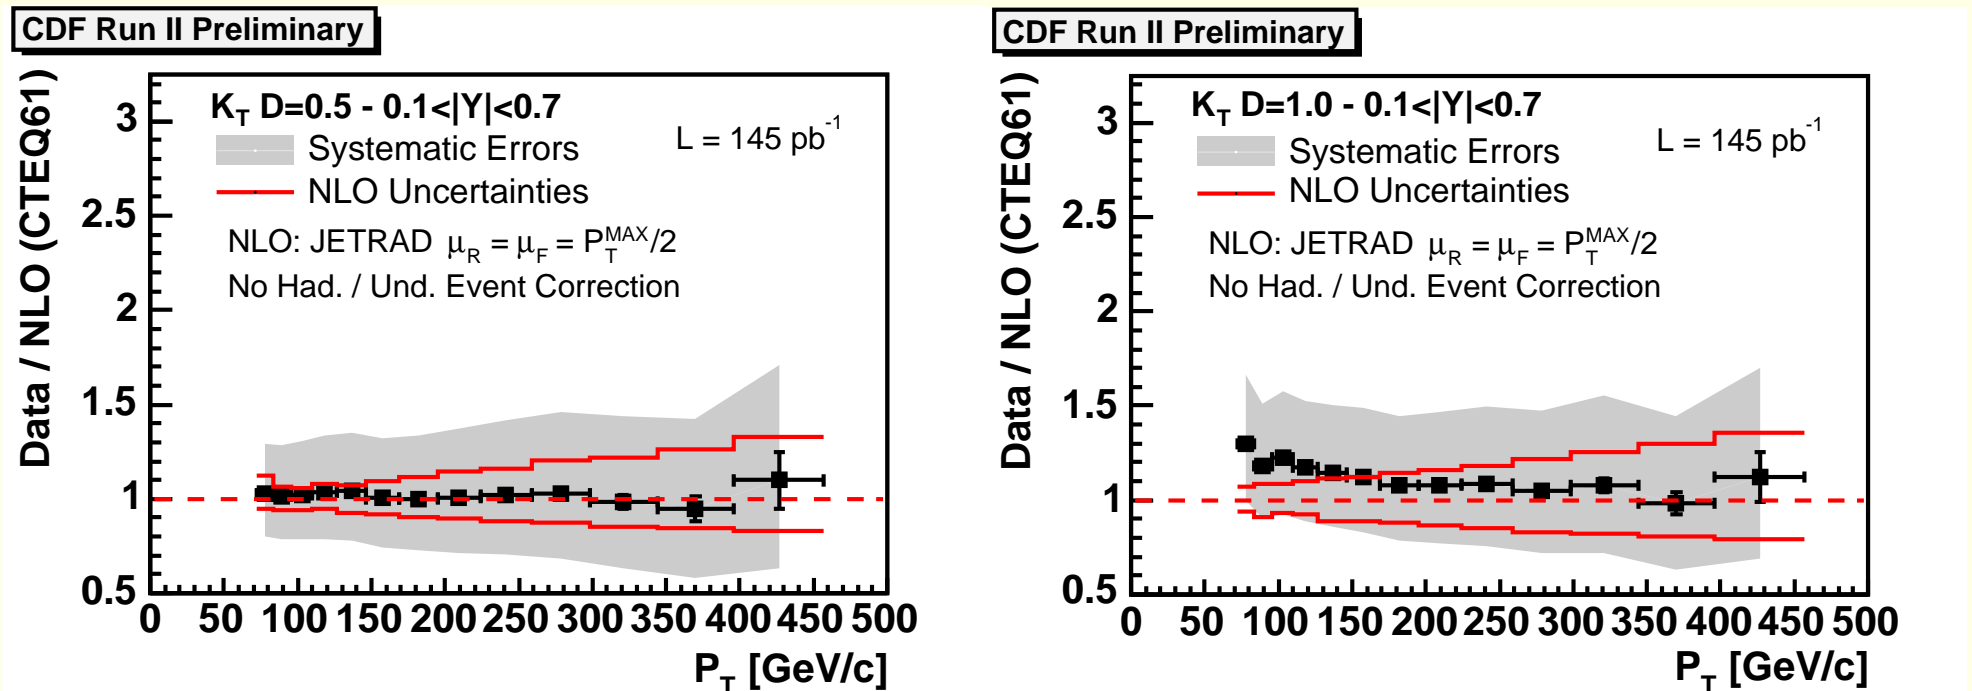 CDF Run II Preliminary
Data / NLO (CTEQ61)
K_T D=0.5 - 0.1<|Y|<0.7
Systematic Errors
L = 145 pb^-1
NLO Uncertainties
NLO: JETRAD μ_R = μ_F = P_T^MAX/2
No Had. / Und. Event Correction
3
2.5
2
1.5
1
0.5
0 50 100 150 200 250 300 350 400 450 500
P_T [GeV/c]
CDF Run II Preliminary
Data / NLO (CTEQ61)
K_T D=1.0 - 0.1<|Y|<0.7
Systematic Errors
L = 145 pb^-1
NLO Uncertainties
NLO: JETRAD μ_R = μ_F = P_T^MAX/2
No Had. / Und. Event Correction
3
2.5
2
1.5
1
0.5
0 50 100 150 200 250 300 350 400 450 500
P_T [GeV/c]